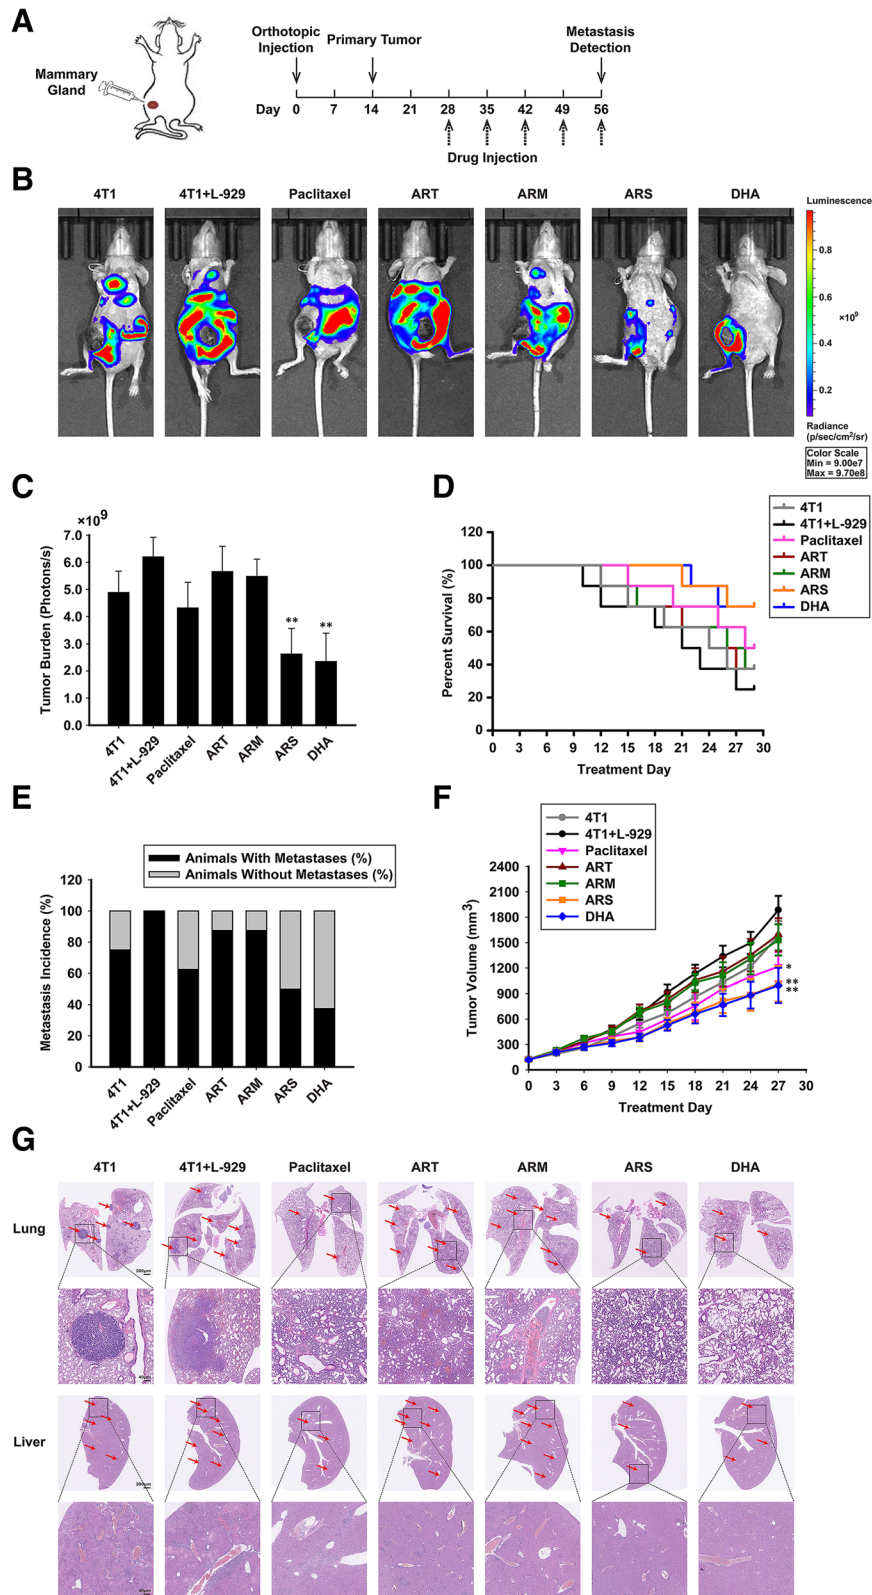 A
Orthotopic
Injection
Primary Tumor
Metastasis
Detection
Mammary
Gland
Day 0 7 14 21 28 35 42 49 56
Drug Injection
B
4T1 4T1+L-929 Paclitaxel ART ARM ARS DHA
Luminescence
0.8
0.6
×10⁹
0.4
0.2
Radiance
(p/sec/cm²/sr)
Color Scale
Min = 9.00e7
Max = 9.70e8
C
×10⁹
Tumor Burden (Photons/s)
7.0
6.0
5.0
4.0
3.0
2.0
1.0
0.0
** **
4T1 4T1+L-929 Paclitaxel ART ARM ARS DHA
D
4T1
4T1+L-929
Paclitaxel
ART
ARM
ARS
DHA
Percent Survival (%)
120
100
80
60
40
20
0
0 3 6 9 12 15 18 21 24 27 30
Treatment Day
E
Animals With Metastases (%)
Animals Without Metastases (%)
Metastasis Incidence (%)
120
100
80
60
40
20
0
4T1 4T1+L-929 Paclitaxel ART ARM ARS DHA
F
4T1
4T1+L-929
Paclitaxel
ART
ARM
ARS
DHA
Tumor Volume (mm³)
2400
2100
1800
1500
1200
900
600
300
0
*
**
**
0 3 6 9 12 15 18 21 24 27 30
Treatment Day
G
4T1 4T1+L-929 Paclitaxel ART ARM ARS DHA
Lung
200μm
40μm
Liver
200μm
40μm